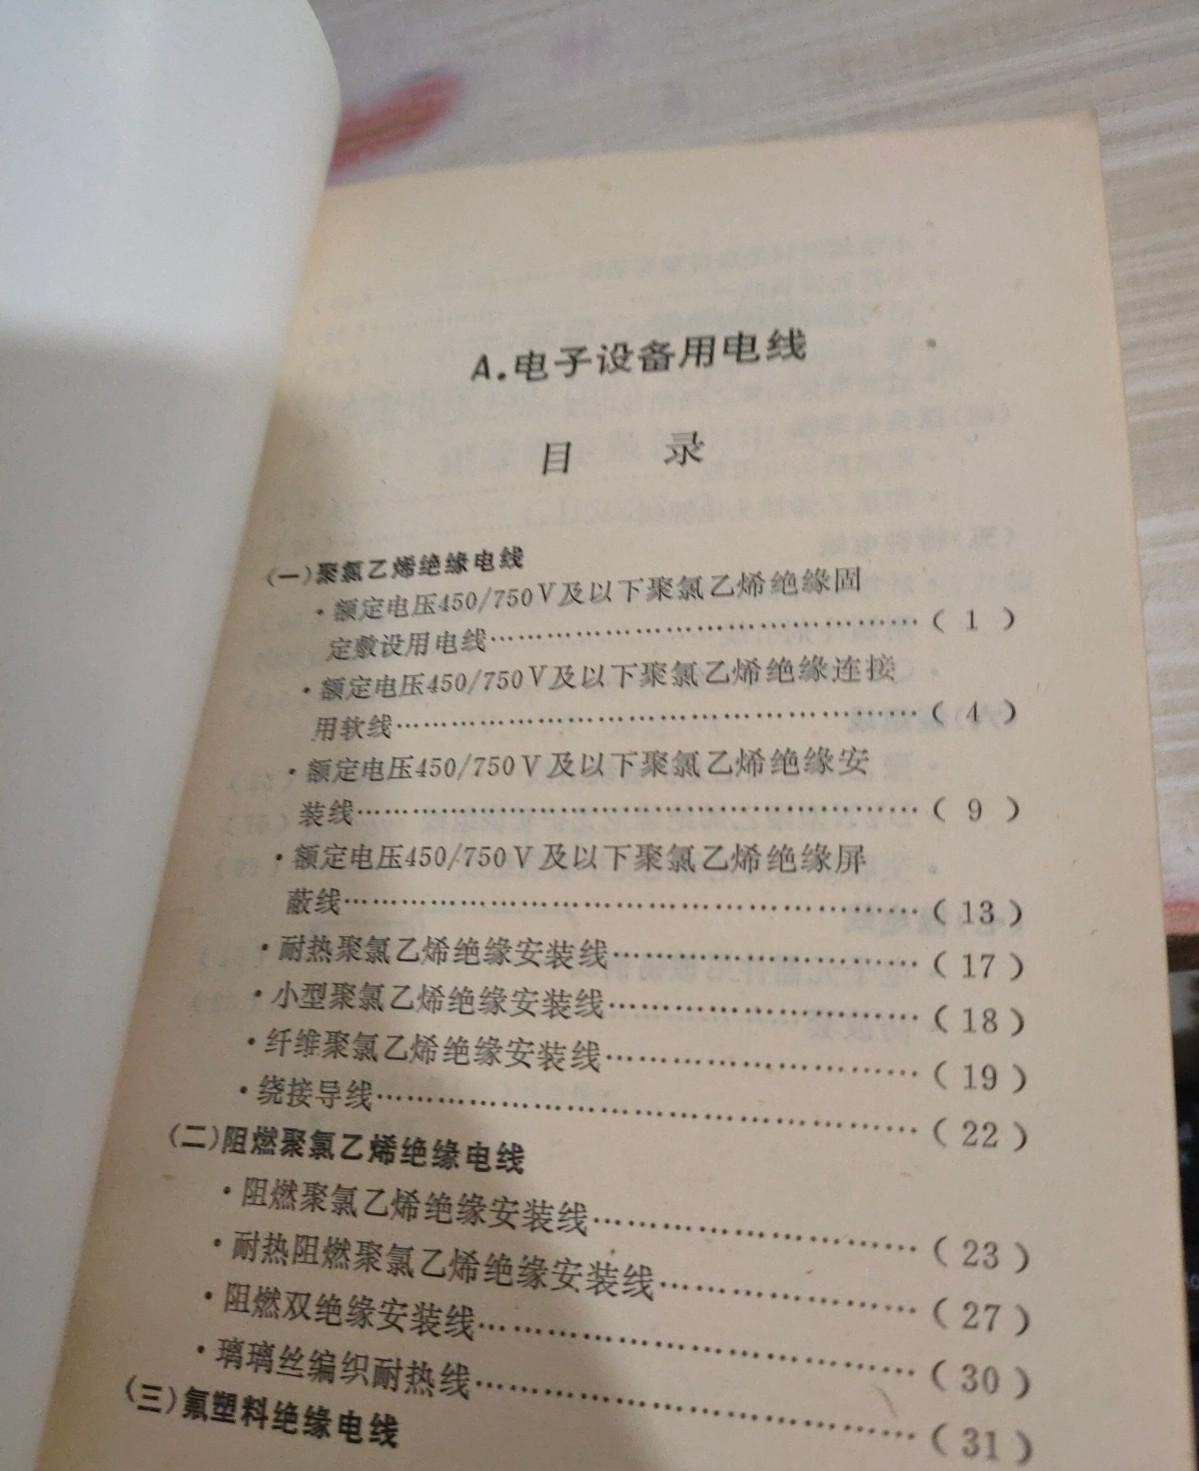 A.电子设备用电线
目 录
(一)聚氯乙烯绝缘电线
·额定电压450/750V及以下聚氯乙烯绝缘固
定敷设用电线……………………………………( 1 )
·额定电压450/750V及以下聚氯乙烯绝缘连接
用软线……………………………………………( 4 )
·额定电压450/750V及以下聚氯乙烯绝缘安
装线………………………………………………( 9 )
·额定电压450/750V及以下聚氯乙烯绝缘屏
蔽线………………………………………………( 13 )
·耐热聚氯乙烯绝缘安装线………………………( 17 )
·小型聚氯乙烯绝缘安装线………………………( 18 )
·纤维聚氯乙烯绝缘安装线………………………( 19 )
·绕接导线…………………………………………( 22 )
(二)阻燃聚氯乙烯绝缘电线
·阻燃聚氯乙烯绝缘安装线………………………( 23 )
·耐热阻燃聚氯乙烯绝缘安装线…………………( 27 )
·阻燃双绝缘安装线………………………………( 30 )
·璃璃丝编织耐热线………………………………( 31 )
(三)氟塑料绝缘电线